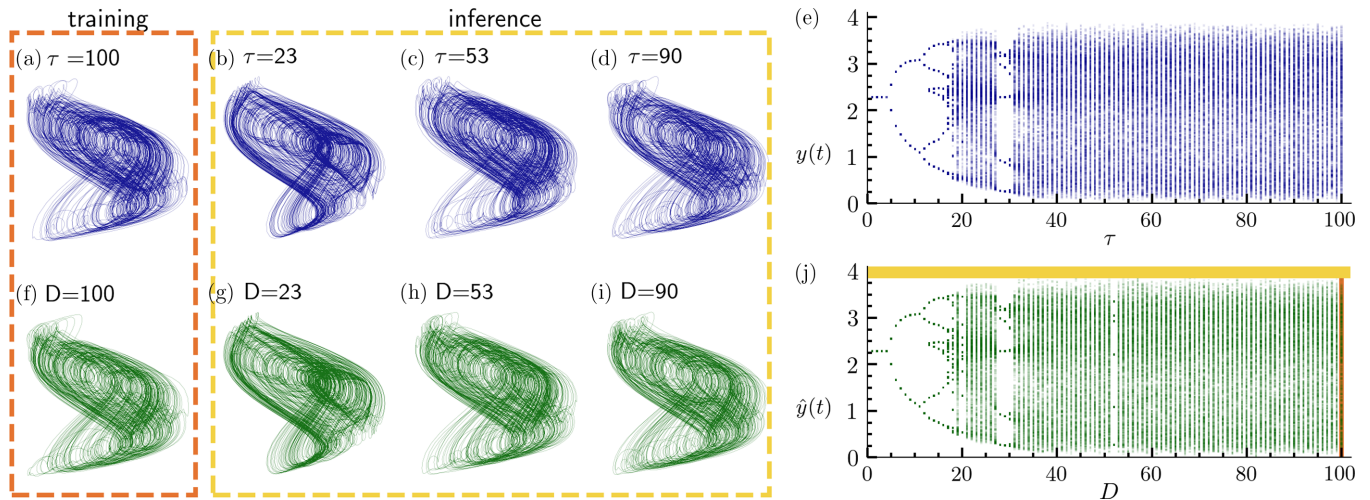 training
inference
(a) τ =100
(b) τ=23
(c) τ=53
(d) τ=90
(f) D=100
(g) D=23
(h) D=53
(i) D=90
(e)
4
3
2
y(t)
1
0
0 20 40 60 80 100
τ
(j)
4
3
2
ŷ(t)
1
0
0 20 40 60 80 100
D